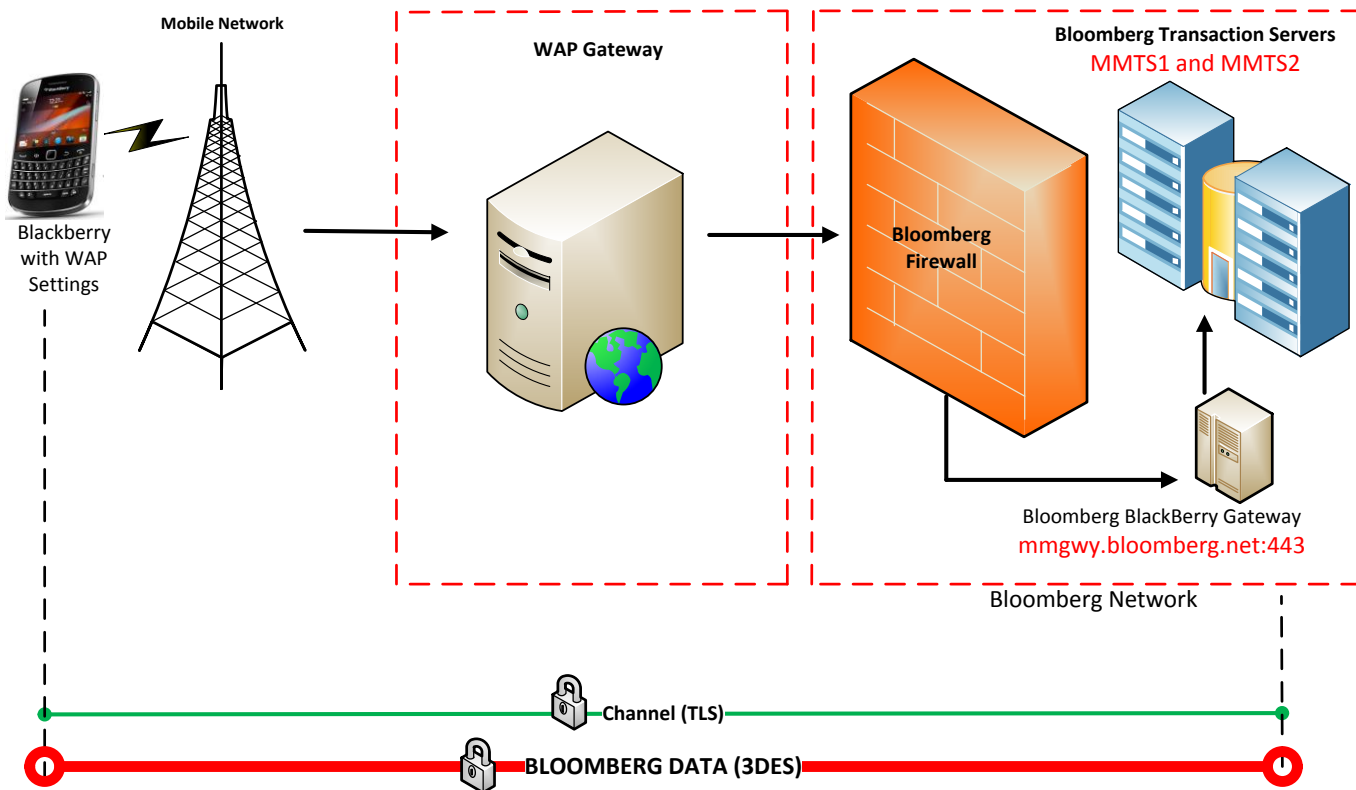 Mobile Network
WAP Gateway
Bloomberg Transaction Servers
MMTS1 and MMTS2
Blackberry
with WAP
Settings
Bloomberg
Firewall
Bloomberg BlackBerry Gateway
mmgwy.bloomberg.net:443
Bloomberg Network
Channel (TLS)
BLOOMBERG DATA (3DES)